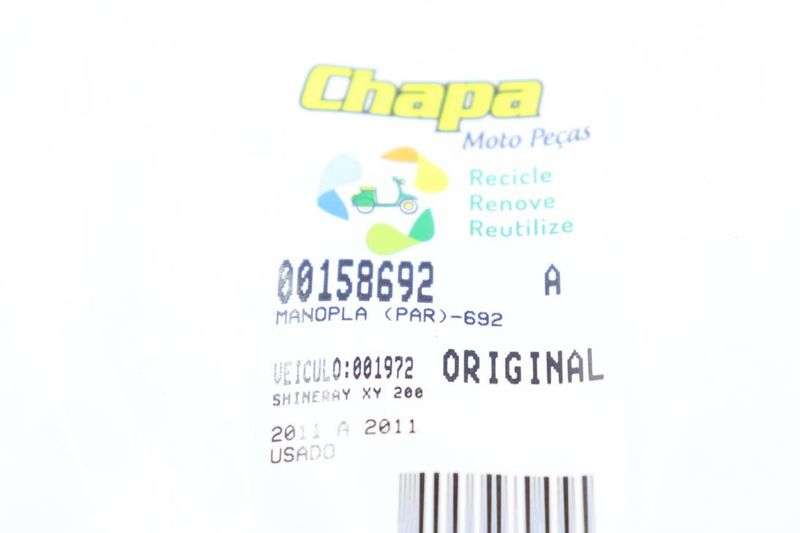 Chapa
Moto Peças
Recicle
Renove
Reutilize
00158692 A
MANOPLA (PAR)-692
VEICULO:001972 ORIGINAL
SHINERAY XY 200
2011 A 2011
USADO